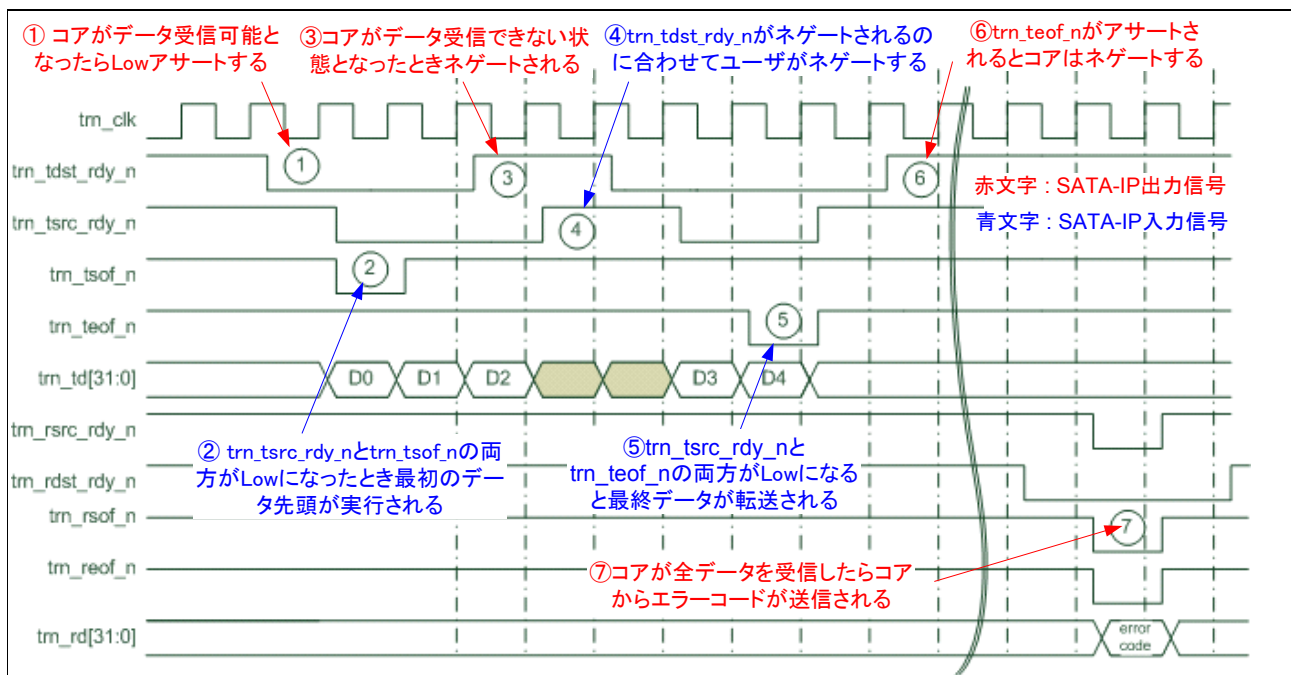 ① コアがデータ受信可能と
なったらLowアサートする
③コアがデータ受信できない状
態となったときネゲートされる
④trn_tdst_rdy_nがネゲートされるの
に合わせてユーザがネゲートする
⑥trn_teof_nがアサートさ
れるとコアはネゲートする
trn_clk
trn_tdst_rdy_n
1
3
6
赤文字 : SATA-IP出力信号
trn_tsrc_rdy_n
4
青文字 : SATA-IP入力信号
trn_tsof_n
2
trn_teof_n
5
trn_td[31:0]
D0
D1
D2
D3
D4
trn_rsrc_rdy_n
② trn_tsrc_rdy_nとtrn_tsof_nの両
方がLowになったとき最初のデー
タ先頭が実行される
⑤trn_tsrc_rdy_nと
trn_teof_nの両方がLowになる
と最終データが転送される
trn_rdst_rdy_n
trn_rsof_n
7
trn_reof_n
⑦コアが全データを受信したらコア
からエラーコードが送信される
trn_rd[31:0]
error
code